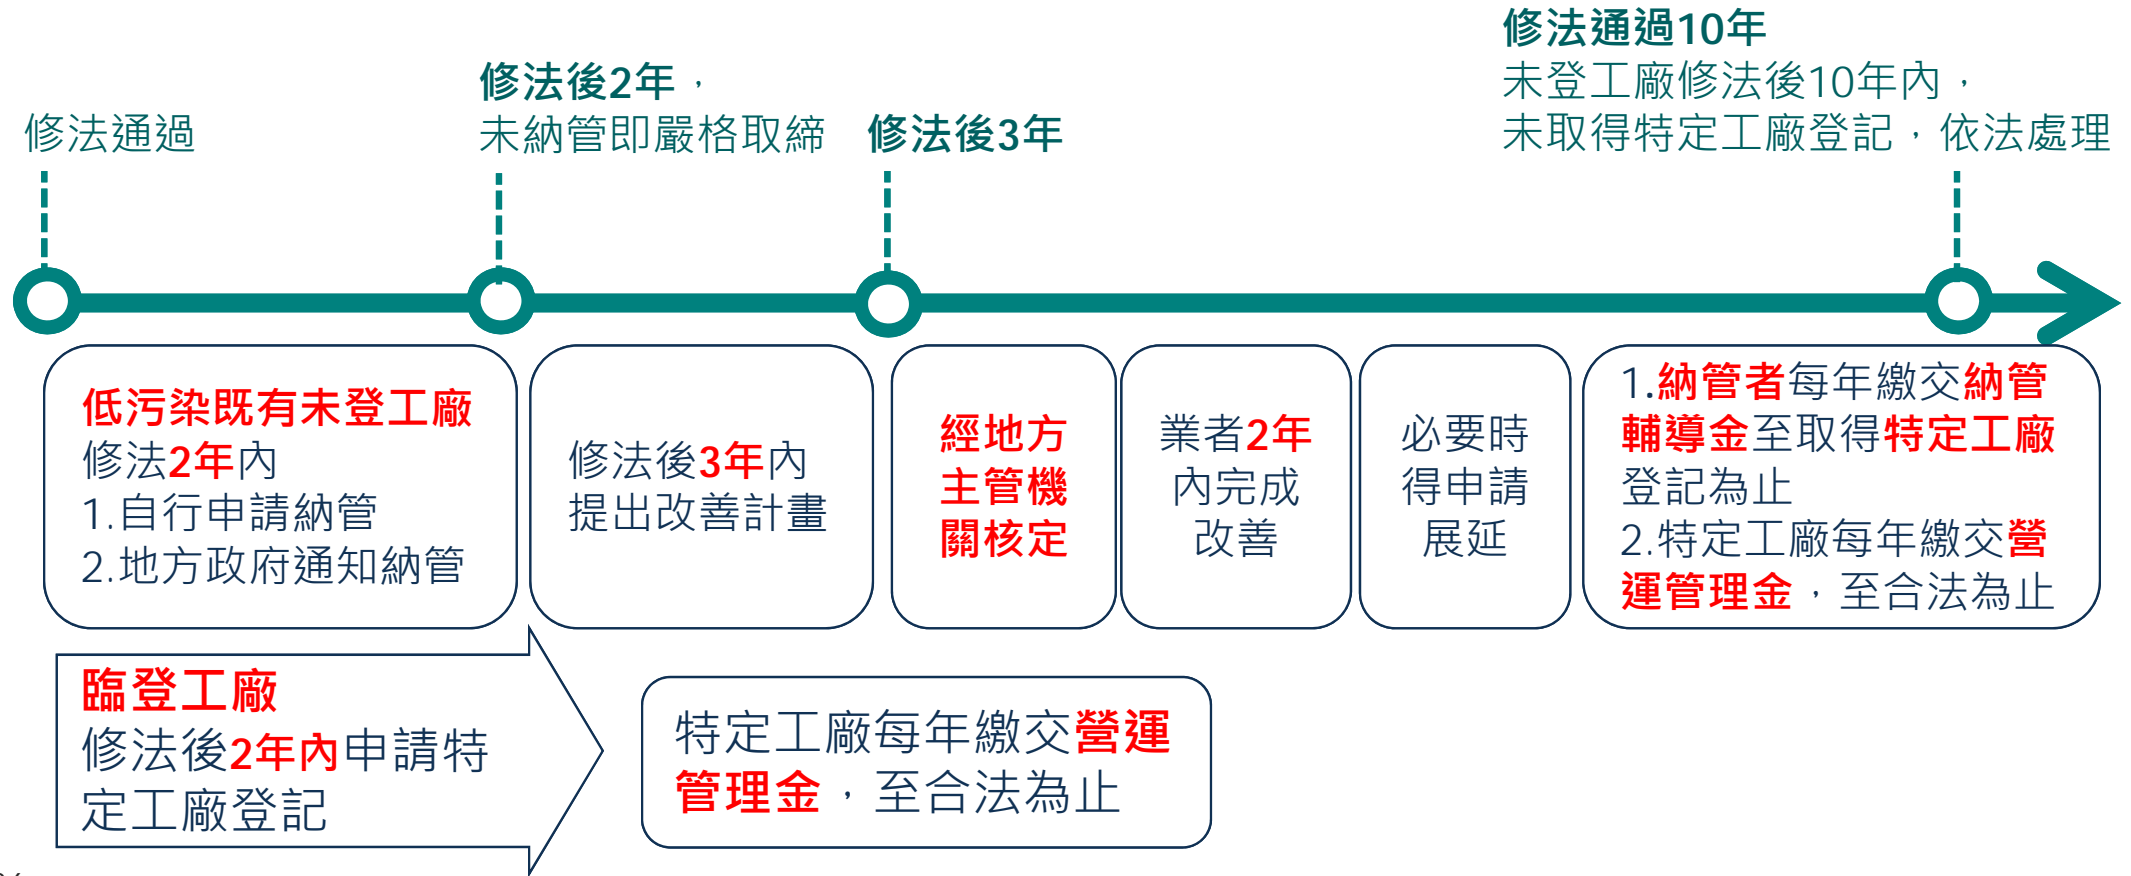 修法通過
修法後2年，
未納管即嚴格取締
修法後3年
修法通過10年
未登工廠修法後10年內，
未取得特定工廠登記，依法處理
低污染既有未登工廠
修法2年內
1.自行申請納管
2.地方政府通知納管
修法後3年內
提出改善計畫
經地方
主管機
關核定
業者2年
內完成
改善
必要時
得申請
展延
1.納管者每年繳交納管
輔導金至取得特定工廠
登記為止
2.特定工廠每年繳交營
運管理金，至合法為止
臨登工廠
修法後2年內申請特
定工廠登記
特定工廠每年繳交營運
管理金，至合法為止